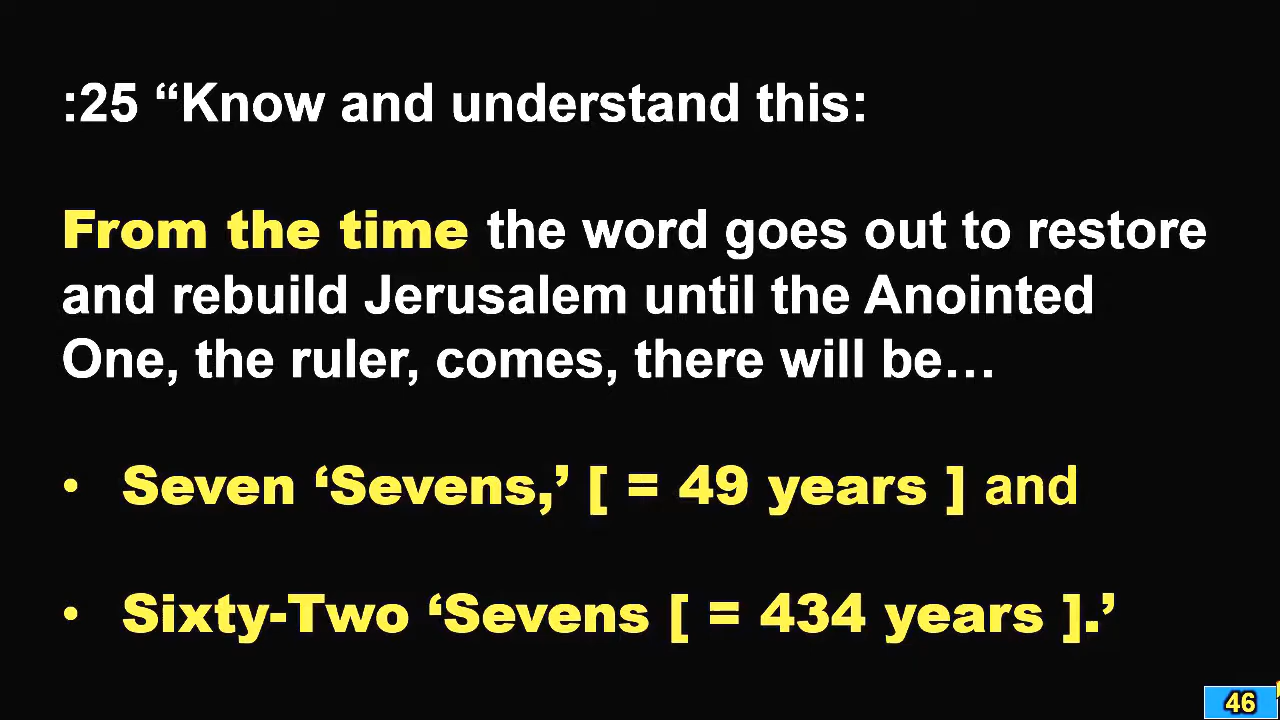 :25 “Know and understand this:
From the time the word goes out to restore
and rebuild Jerusalem until the Anointed
One, the ruler, comes, there will be…
• Seven ‘Sevens,’ [ = 49 years ] and
• Sixty-Two ‘Sevens [ = 434 years ].’
46